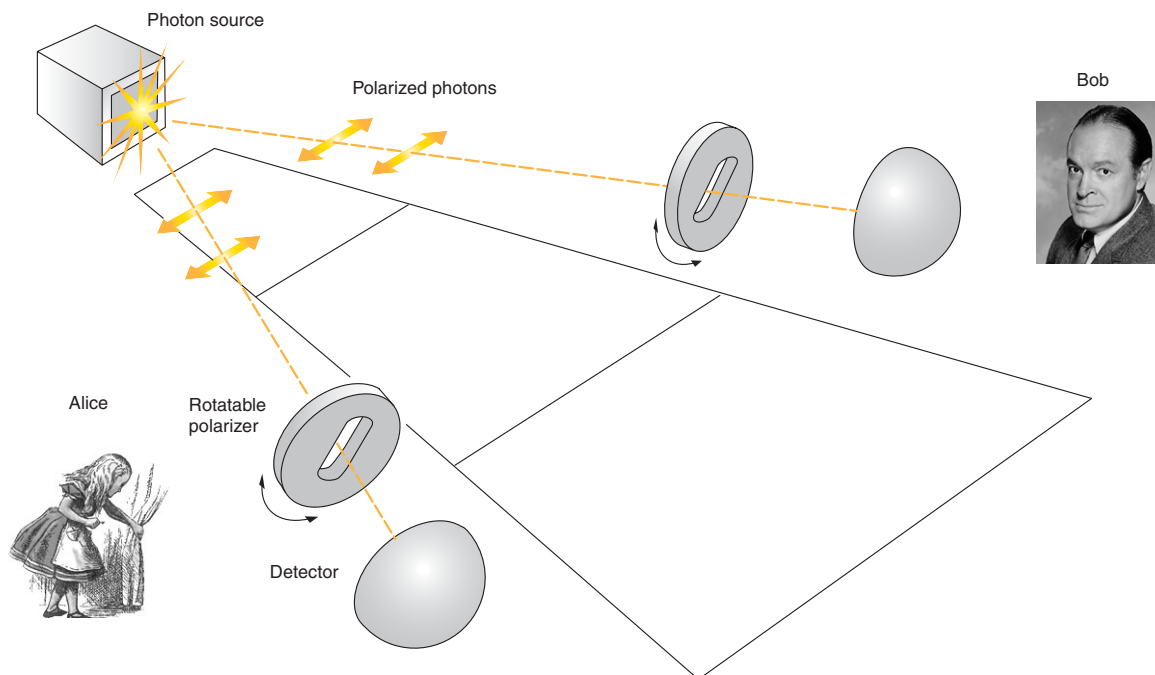 Photon source
Polarized photons
Bob
Alice
Rotatable
polarizer
Detector